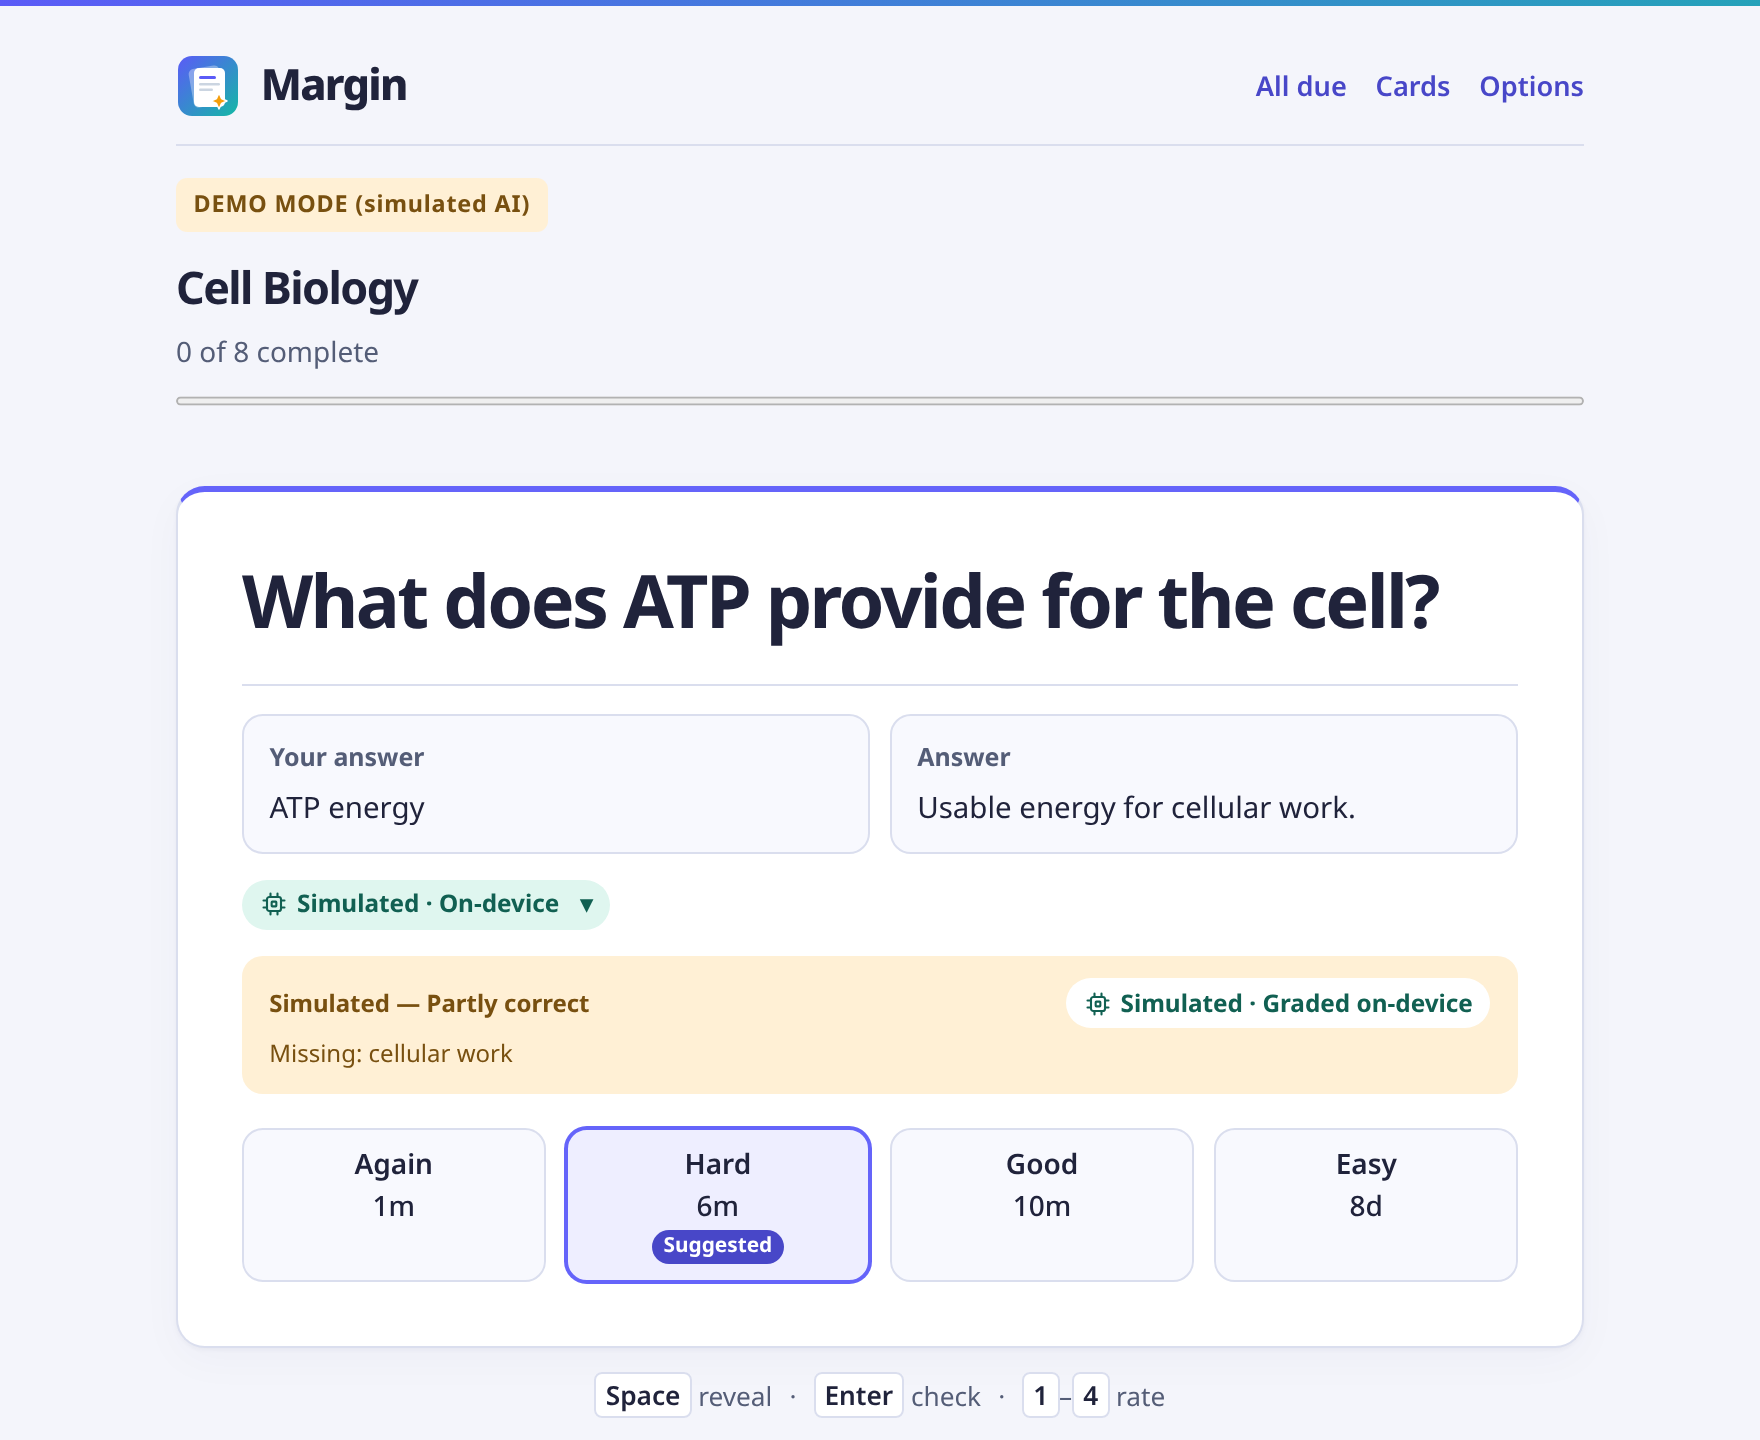 Margin
All due Cards Options
DEMO MODE (simulated AI)
Cell Biology
0 of 8 complete
What does ATP provide for the cell?
Your answer
ATP energy
Answer
Usable energy for cellular work.
Simulated · On-device ▼
Simulated — Partly correct
Simulated · Graded on-device
Missing: cellular work
Again
1m
Hard
6m
Suggested
Good
10m
Easy
8d
Space reveal · Enter check · 1–4 rate